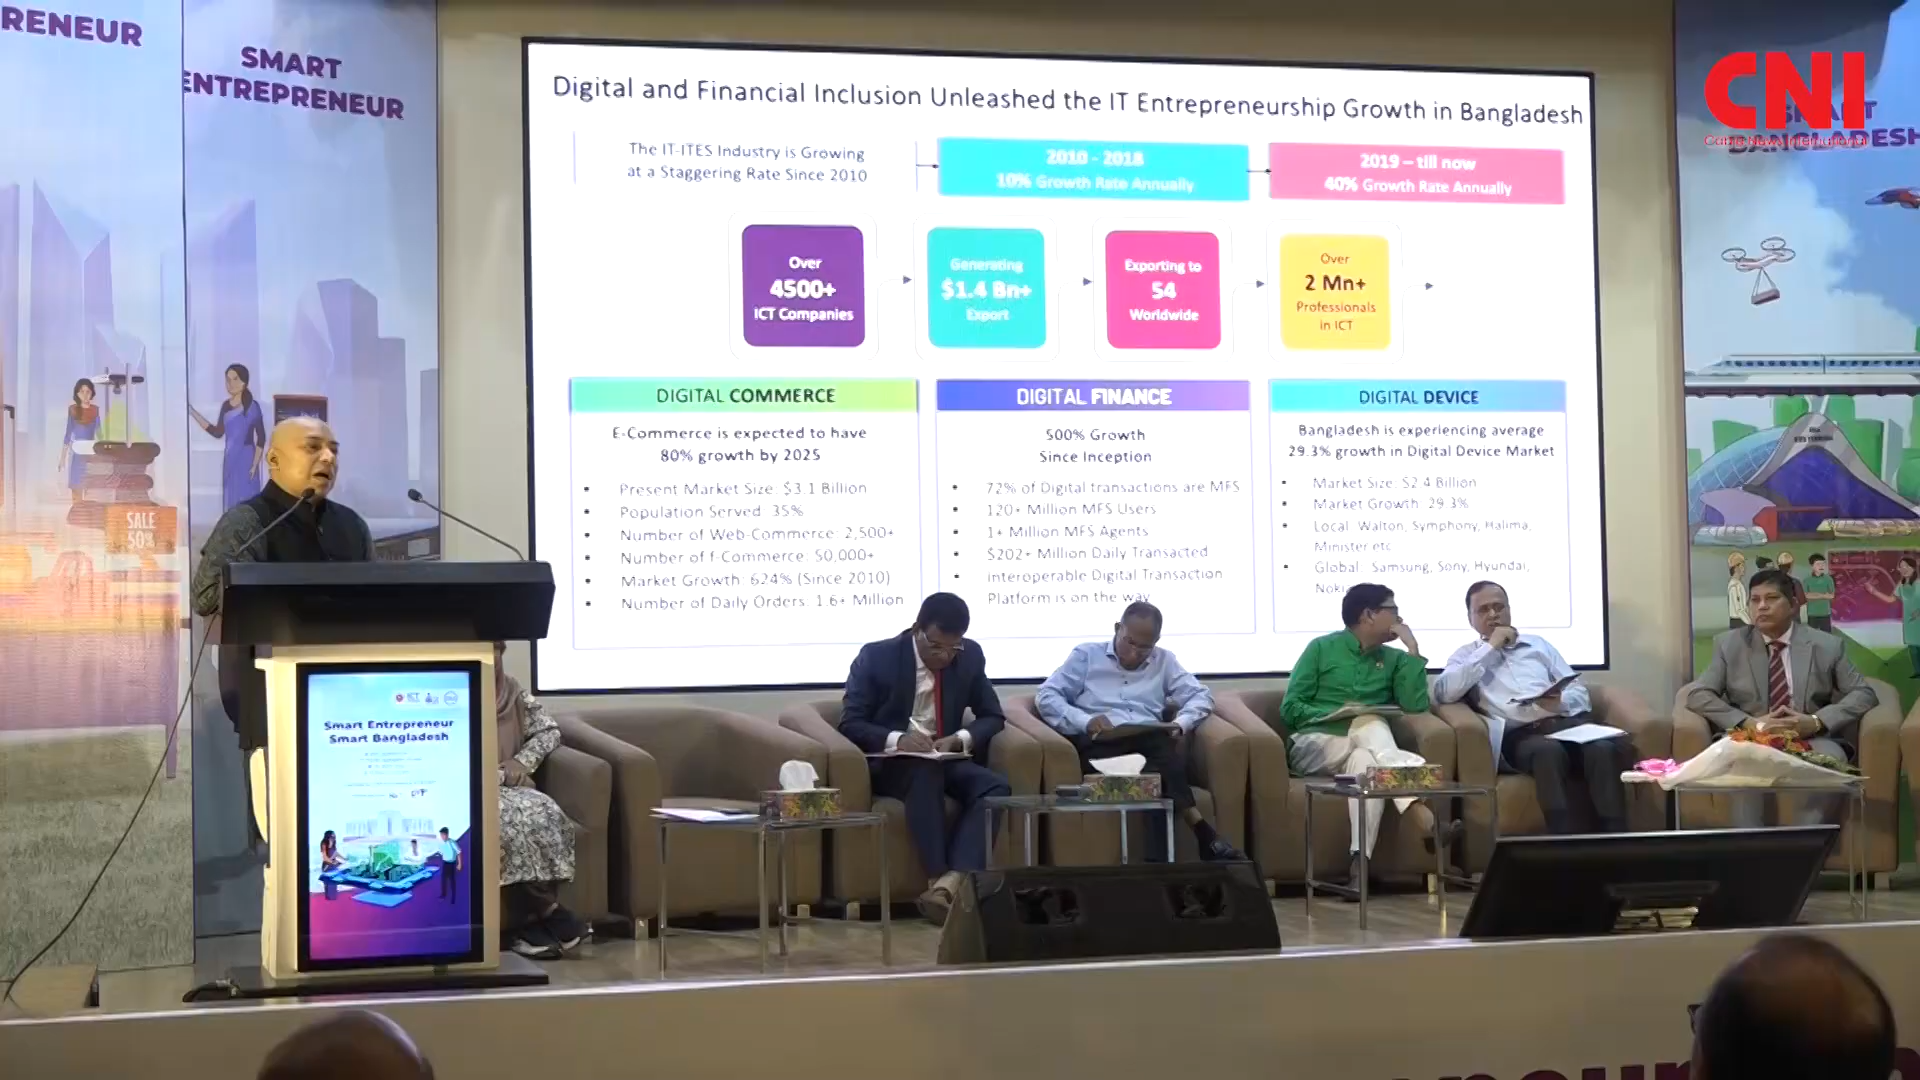 RENEUR
SMART
ENTREPRENEUR
Digital and Financial Inclusion Unleashed the IT Entrepreneurship Growth in Bangladesh
The IT-ITES Industry is Growing
at a Staggering Rate Since 2010
2010 - 2018
10% Growth Rate Annually
2019 – till now
40% Growth Rate Annually
Over
4500+
ICT Companies
Generating
$1.4 Bn+
Export
Exporting to
54
Worldwide
Over
2 Mn+
Professionals
in ICT
DIGITAL COMMERCE
E-Commerce is expected to have
80% growth by 2025
• Present Market Size: $3.1 Billion
• Population Served: 35%
• Number of Web-Commerce: 2,500+
• Number of f-Commerce: 50,000+
• Market Growth: 624% (Since 2010)
• Number of Daily Orders: 1.6+ Million
DIGITAL FINANCE
500% Growth
Since Inception
• 72% of Digital transactions are MFS
• 120+ Million MFS Users
• 1+ Million MFS Agents
• $202+ Million Daily Transacted
• Interoperable Digital Transaction
Platform is on the way
DIGITAL DEVICE
Bangladesh is experiencing average
29.3% growth in Digital Device Market
• Market Size: $2.4 Billion
• Market Growth: 29.3%
• Local: Walton, Symphony, Halima,
Minister etc
• Global: Samsung, Sony, Hyundai,
Noki
CNI
Cable News International
SMART
BANGLADESH
SALE
50%
ICT
Smart Entrepreneur
Smart Bangladesh